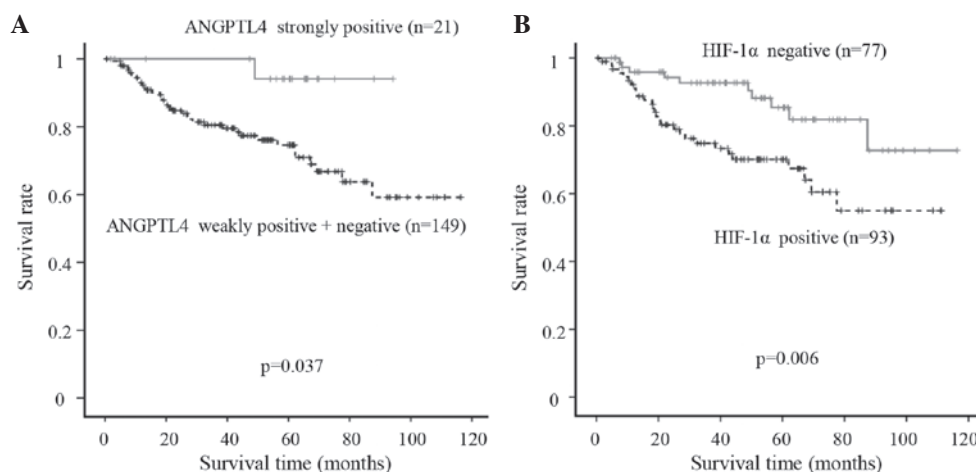 A
ANGPTL4 strongly positive (n=21)
1
0.8
0.6
0.4
0.2
0
Survival rate
ANGPTL4 weakly positive + negative (n=149)
p=0.037
0 20 40 60 80 100 120
Survival time (months)
B
HIF-1α negative (n=77)
1
0.8
0.6
0.4
0.2
0
Survival rate
HIF-1α positive (n=93)
p=0.006
0 20 40 60 80 100 120
Survival time (months)